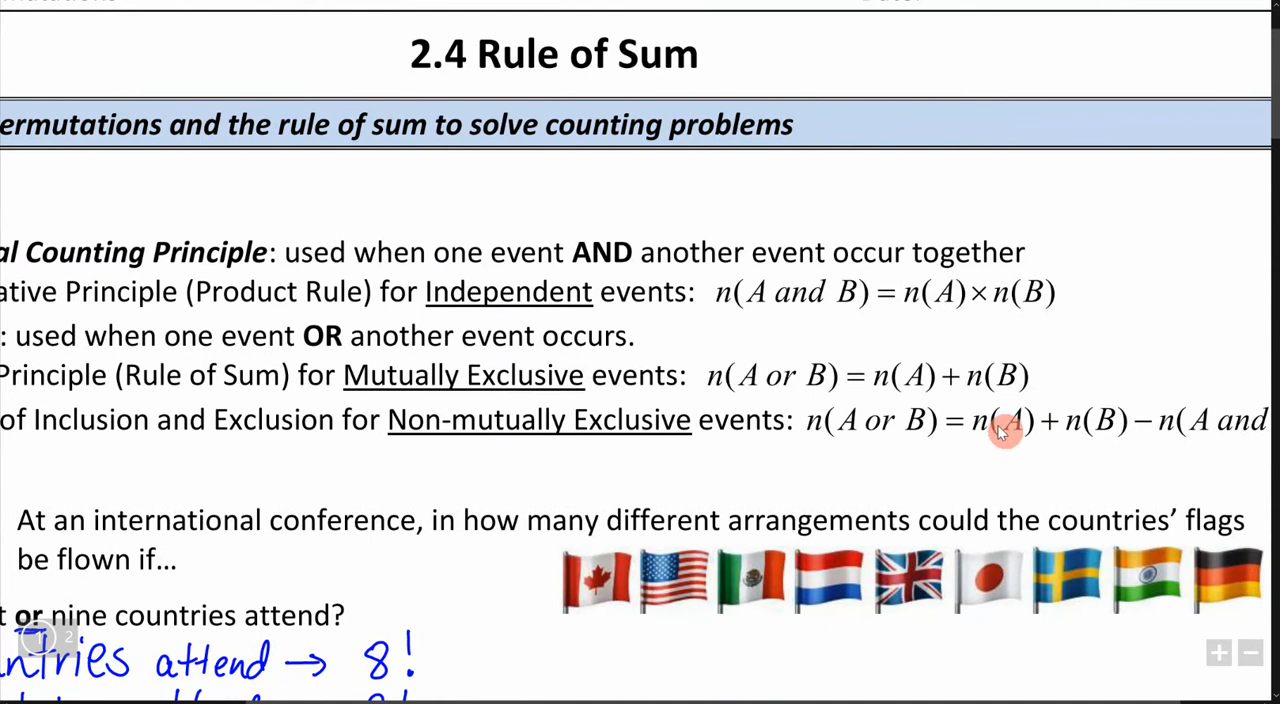 2.4 Rule of Sum
ermutations and the rule of sum to solve counting problems
al Counting Principle: used when one event AND another event occur together
ative Principle (Product Rule) for Independent events: n(A and B) = n(A) × n(B)
: used when one event OR another event occurs.
Principle (Rule of Sum) for Mutually Exclusive events: n(A or B) = n(A) + n(B)
of Inclusion and Exclusion for Non-mutually Exclusive events: n(A or B) = n(A) + n(B) − n(A and
At an international conference, in how many different arrangements could the countries’ flags
be flown if…
t or nine countries attend?
ntries attend → 8!